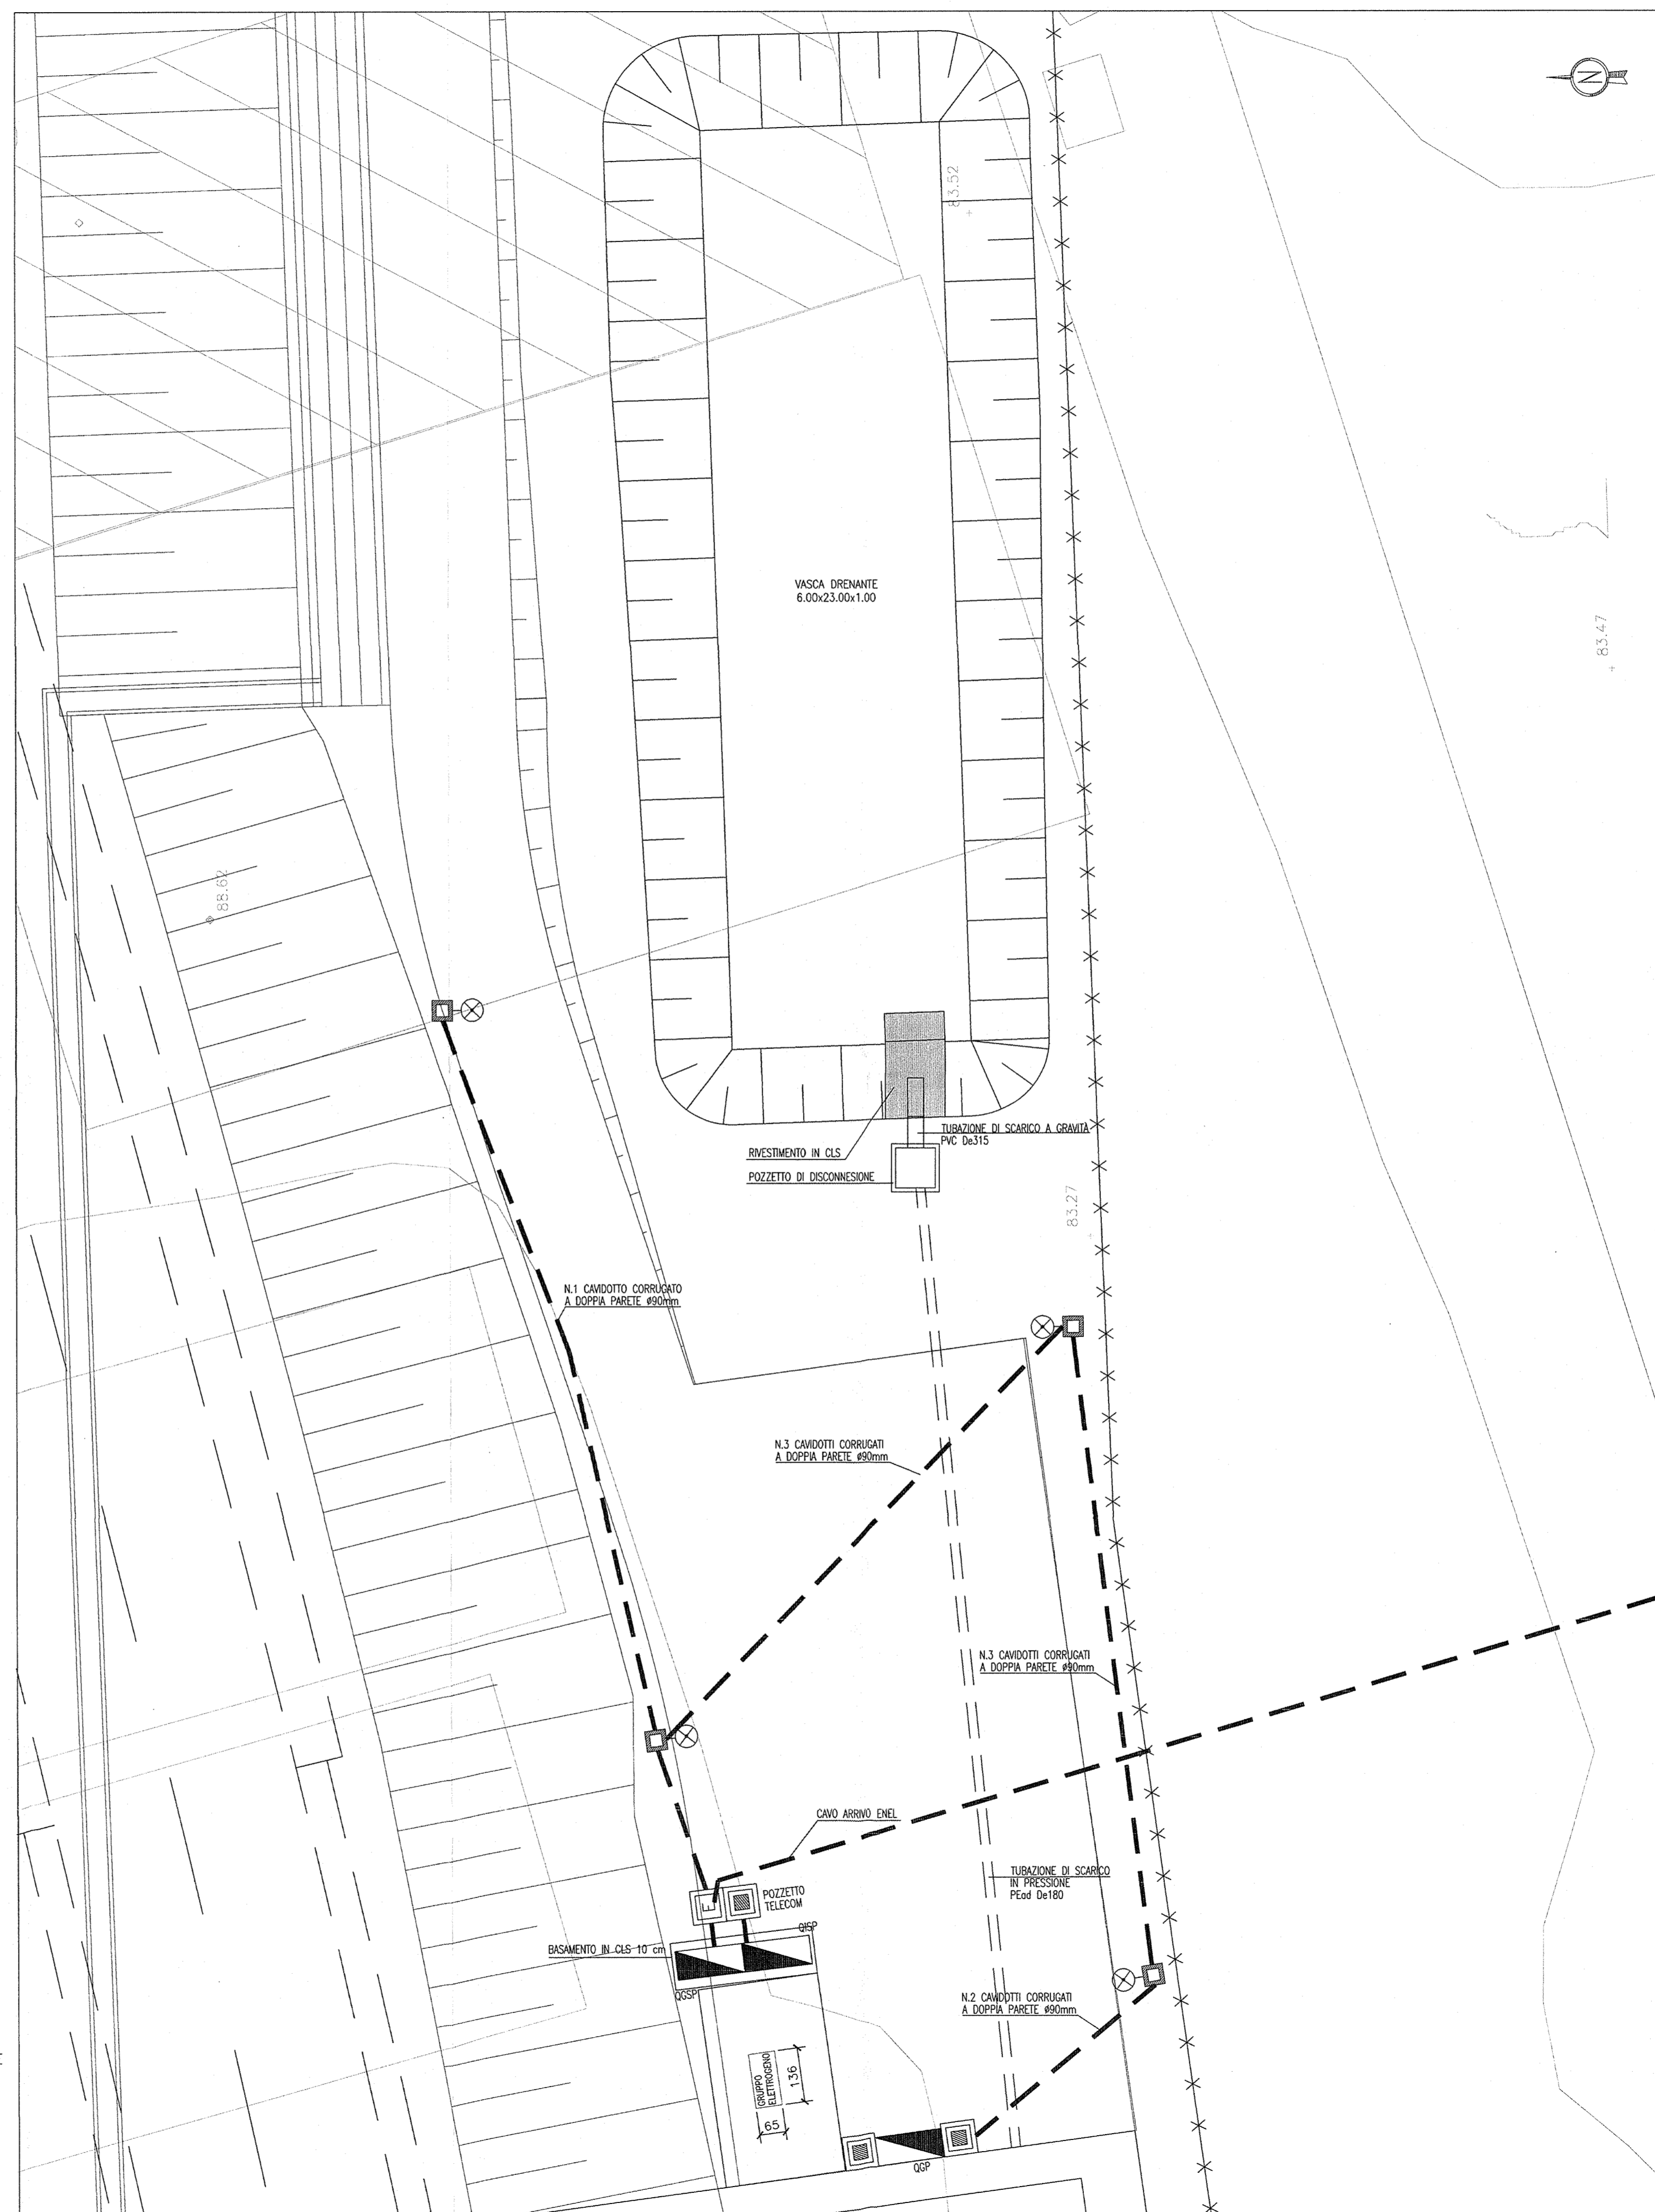 N
83.52
VASCA DRENANTE
6.00x23.00x1.00
83.47
88.62
TUBAZIONE DI SCARICO A GRAVITÀ
PVC De315
RIVESTIMENTO IN CLS
POZZETTO DI DISCONNESIONE
83.27
N.1 CAVIDOTTO CORRUGATO
A DOPPIA PARETE ø90mm
N.3 CAVIDOTTI CORRUGATI
A DOPPIA PARETE ø90mm
N.3 CAVIDOTTI CORRUGATI
A DOPPIA PARETE ø90mm
CAVO ARRIVO ENEL
TUBAZIONE DI SCARICO
IN PRESSIONE
PEad De180
E
POZZETTO
TELECOM
QISP
BASAMENTO IN CLS 10 cm
QGSP
N.2 CAVIDOTTI CORRUGATI
A DOPPIA PARETE ø90mm
GRUPPO
ELETTROGENO
136
65
QGP